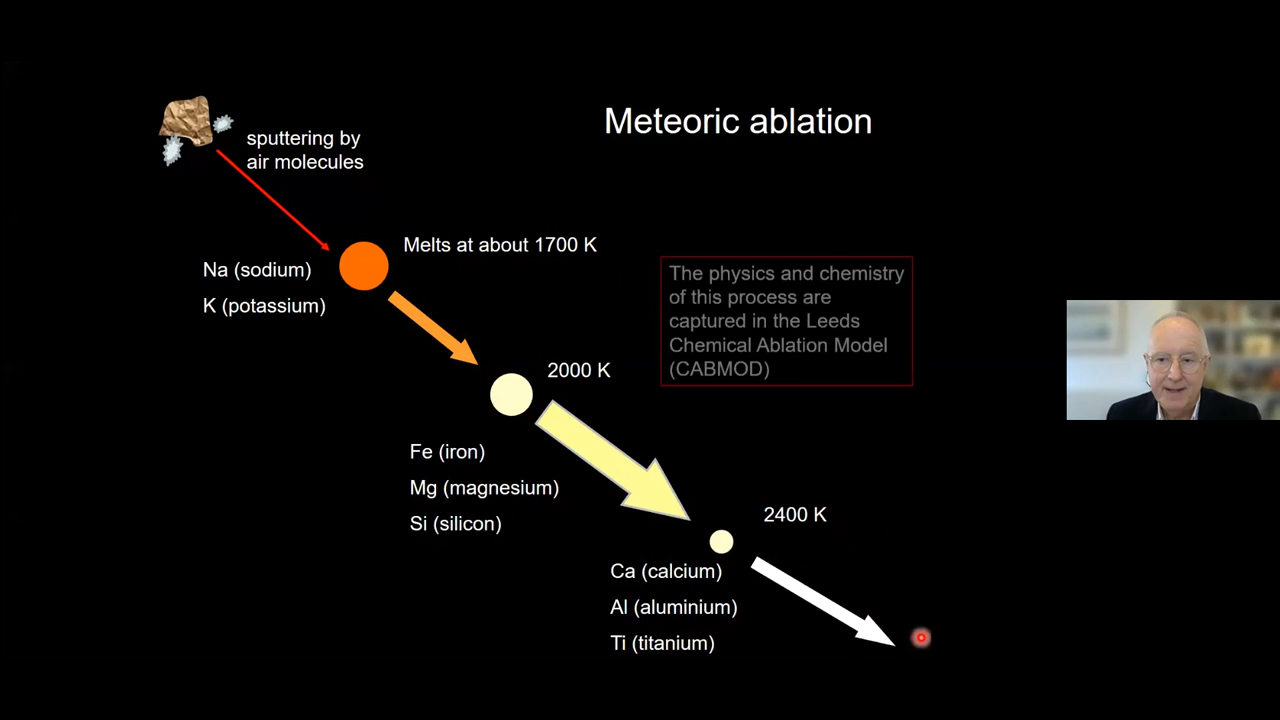 Meteoric ablation
sputtering by
air molecules
Melts at about 1700 K
Na (sodium)
K (potassium)
The physics and chemistry
of this process are
captured in the Leeds
Chemical Ablation Model
(CABMOD)
2000 K
Fe (iron)
Mg (magnesium)
Si (silicon)
2400 K
Ca (calcium)
Al (aluminium)
Ti (titanium)